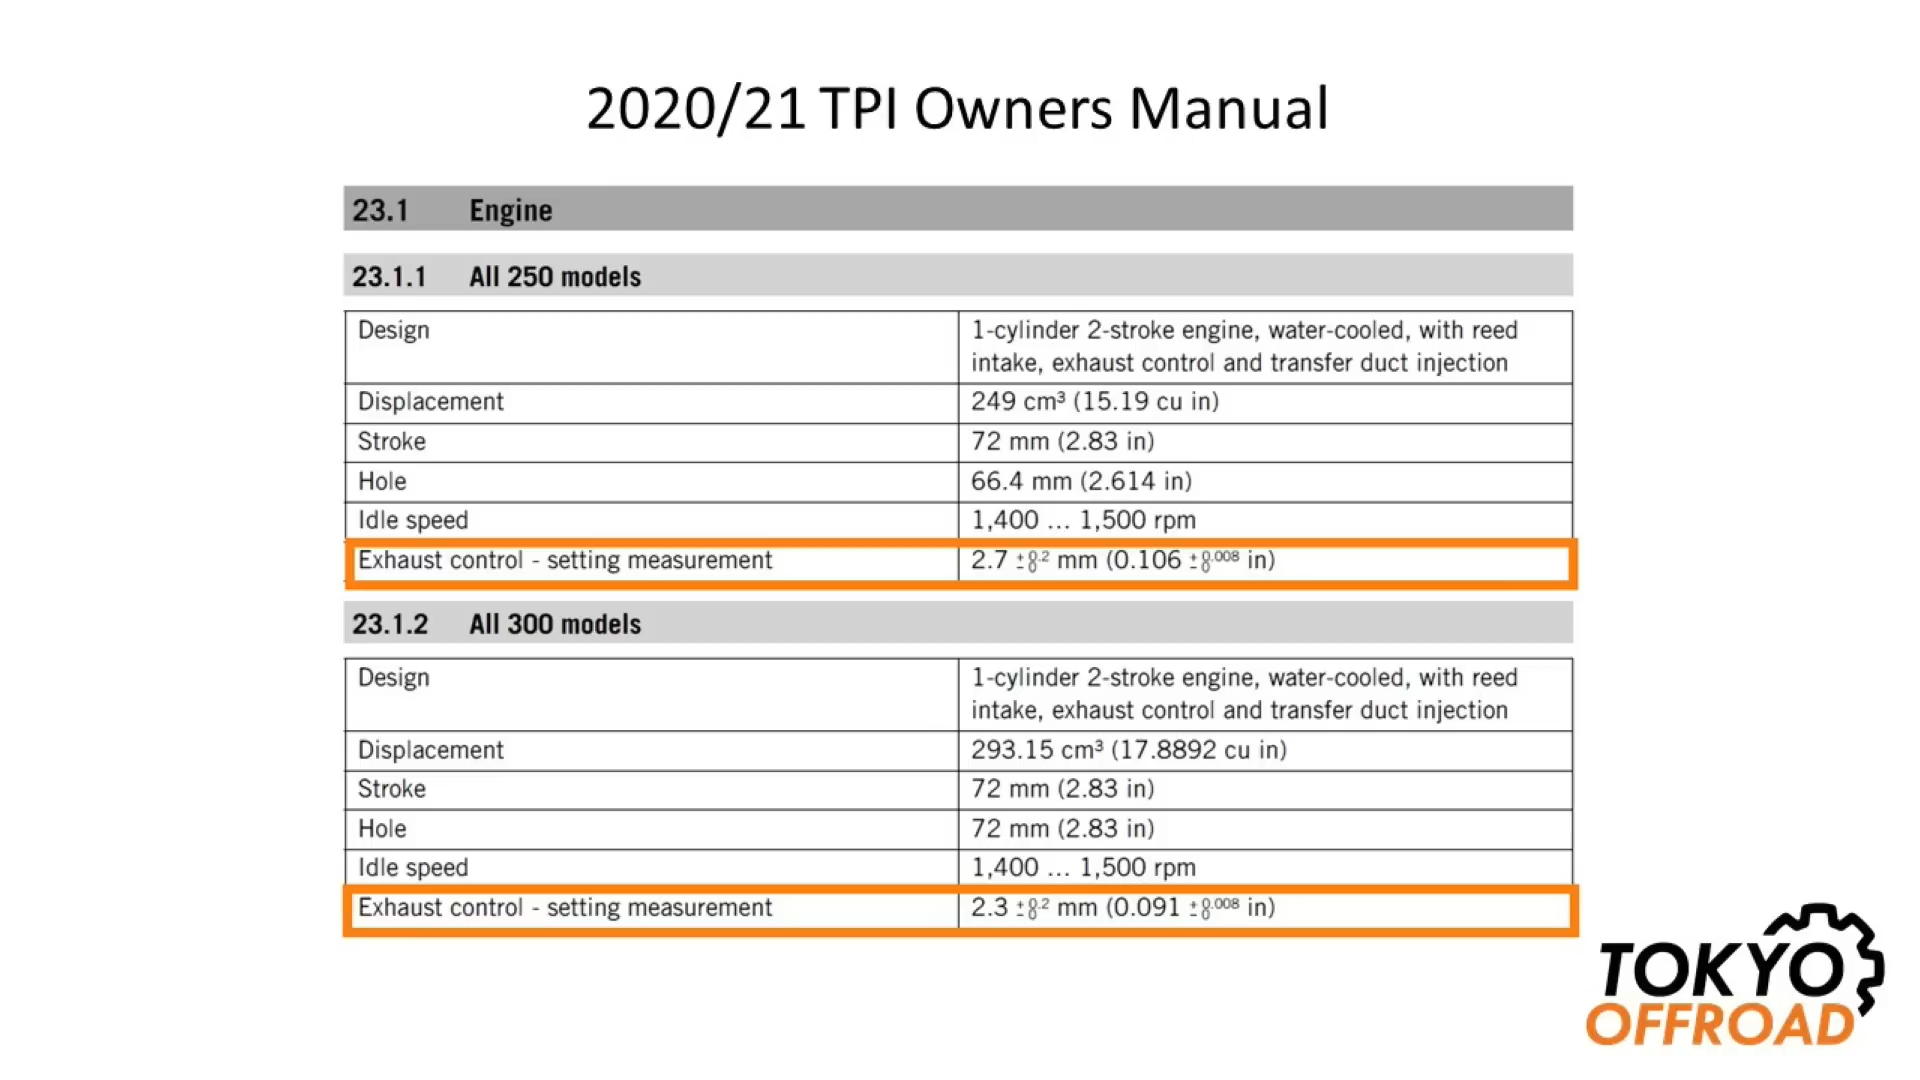 2020/21 TPI Owners Manual
23.1 Engine
23.1.1 All 250 models
Design 1-cylinder 2-stroke engine, water-cooled, with reed
intake, exhaust control and transfer duct injection
Displacement 249 cm³ (15.19 cu in)
Stroke 72 mm (2.83 in)
Hole 66.4 mm (2.614 in)
Idle speed 1,400 … 1,500 rpm
Exhaust control - setting measurement 2.7 +0.2 -0 mm (0.106 +0.008 -0 in)
23.1.2 All 300 models
Design 1-cylinder 2-stroke engine, water-cooled, with reed
intake, exhaust control and transfer duct injection
Displacement 293.15 cm³ (17.8892 cu in)
Stroke 72 mm (2.83 in)
Hole 72 mm (2.83 in)
Idle speed 1,400 … 1,500 rpm
Exhaust control - setting measurement 2.3 +0.2 -0 mm (0.091 +0.008 -0 in)
TOKYO
OFFROAD